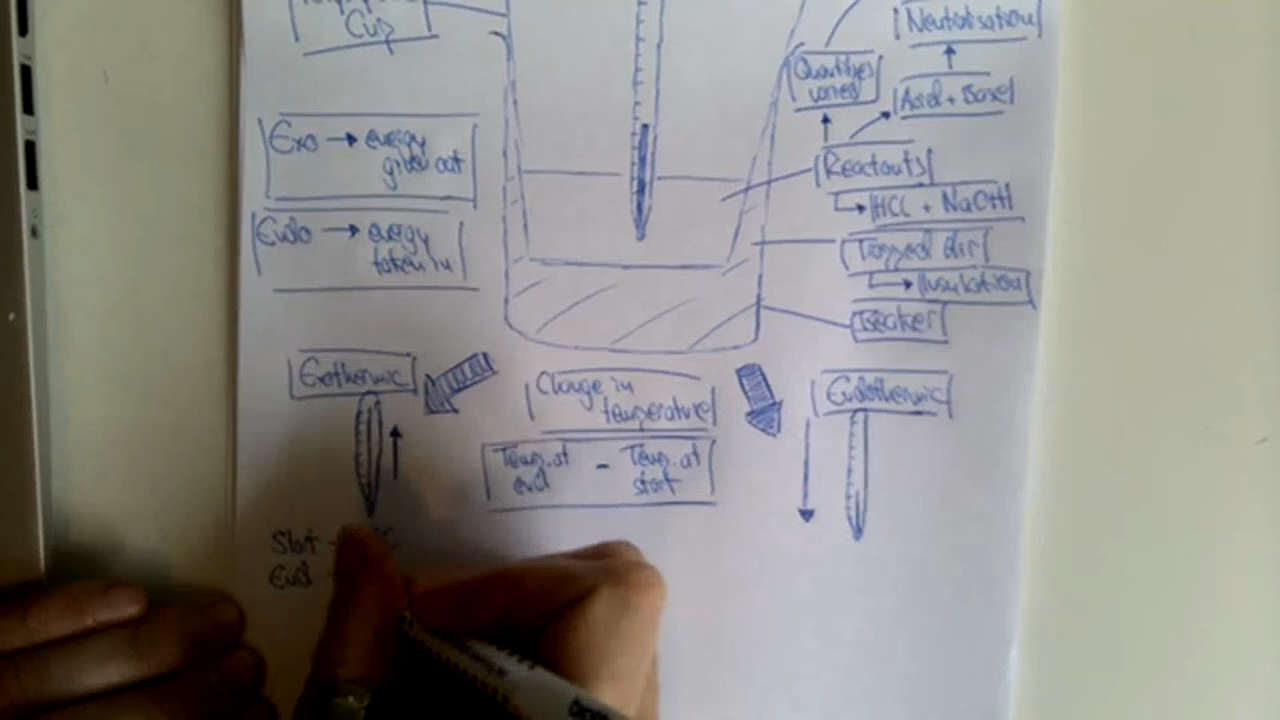 Cup
Neutralisation
Quantities
varied
Acid + Base
Exo → energy
given out
Reactants
↳ HCl + NaOH
Endo → energy
taken in
Trapped air
↳ Insulation
Beaker
Exothermic
Change in
temperature
Endothermic
Temp. at
end
-
Temp. at
start
Start -
End